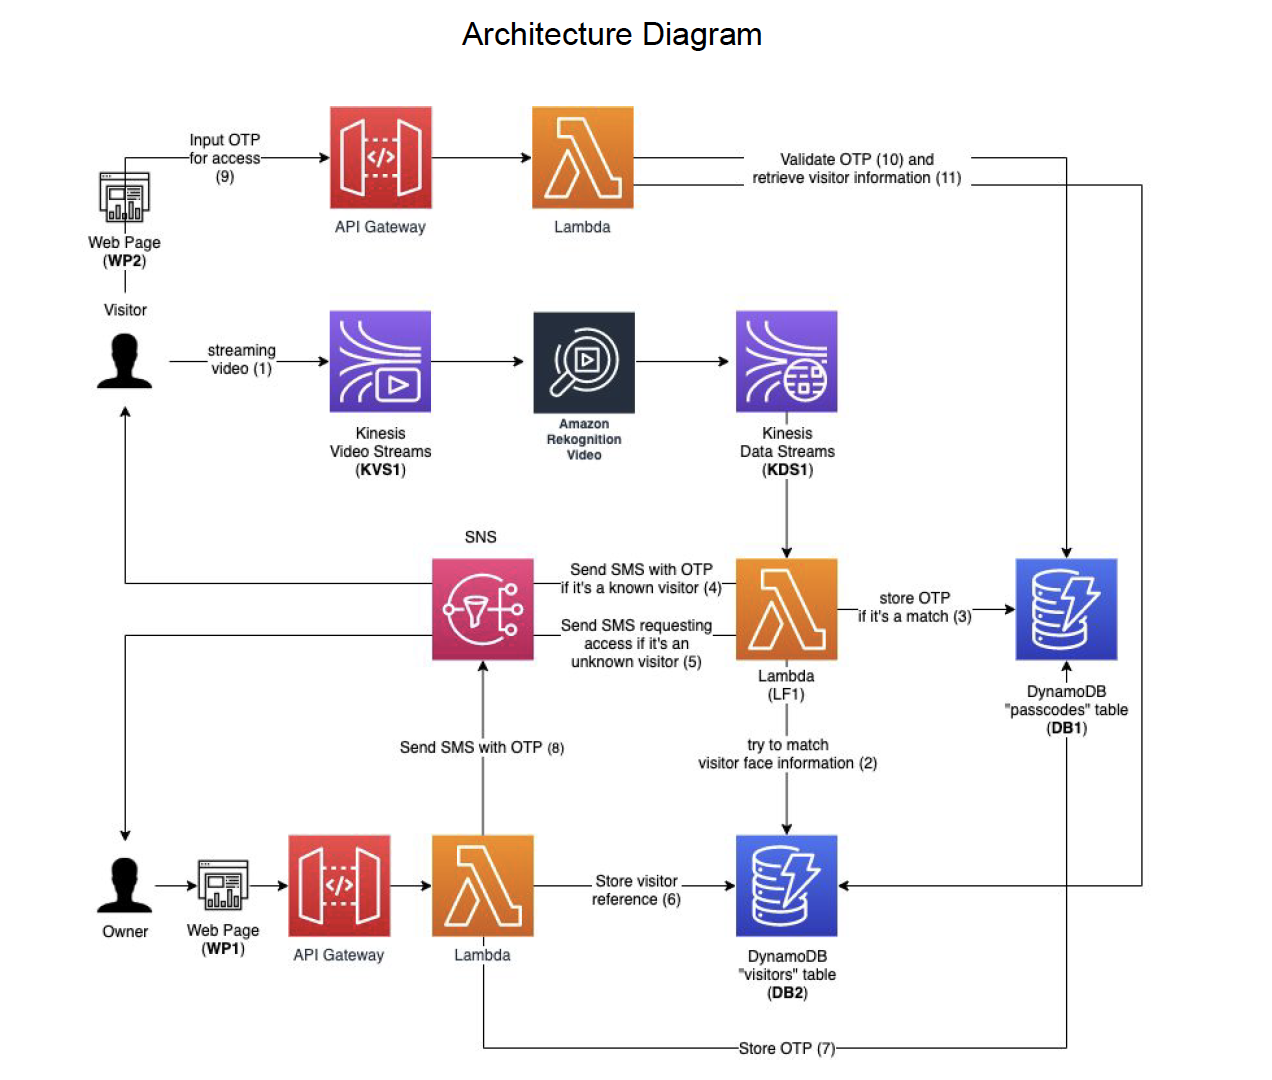 Architecture Diagram
Input OTP
for access
(9)
API Gateway
Lambda
Validate OTP (10) and
retrieve visitor information (11)
Web Page
(WP2)
Visitor
streaming
video (1)
Kinesis
Video Streams
(KVS1)
Amazon
Rekognition
Video
Kinesis
Data Streams
(KDS1)
SNS
Send SMS with OTP
if it's a known visitor (4)
Send SMS requesting
access if it's an
unknown visitor (5)
store OTP
if it's a match (3)
Lambda
(LF1)
DynamoDB
"passcodes" table
(DB1)
Send SMS with OTP (8)
try to match
visitor face information (2)
Owner
Web Page
(WP1)
API Gateway
Lambda
Store visitor
reference (6)
DynamoDB
"visitors" table
(DB2)
Store OTP (7)